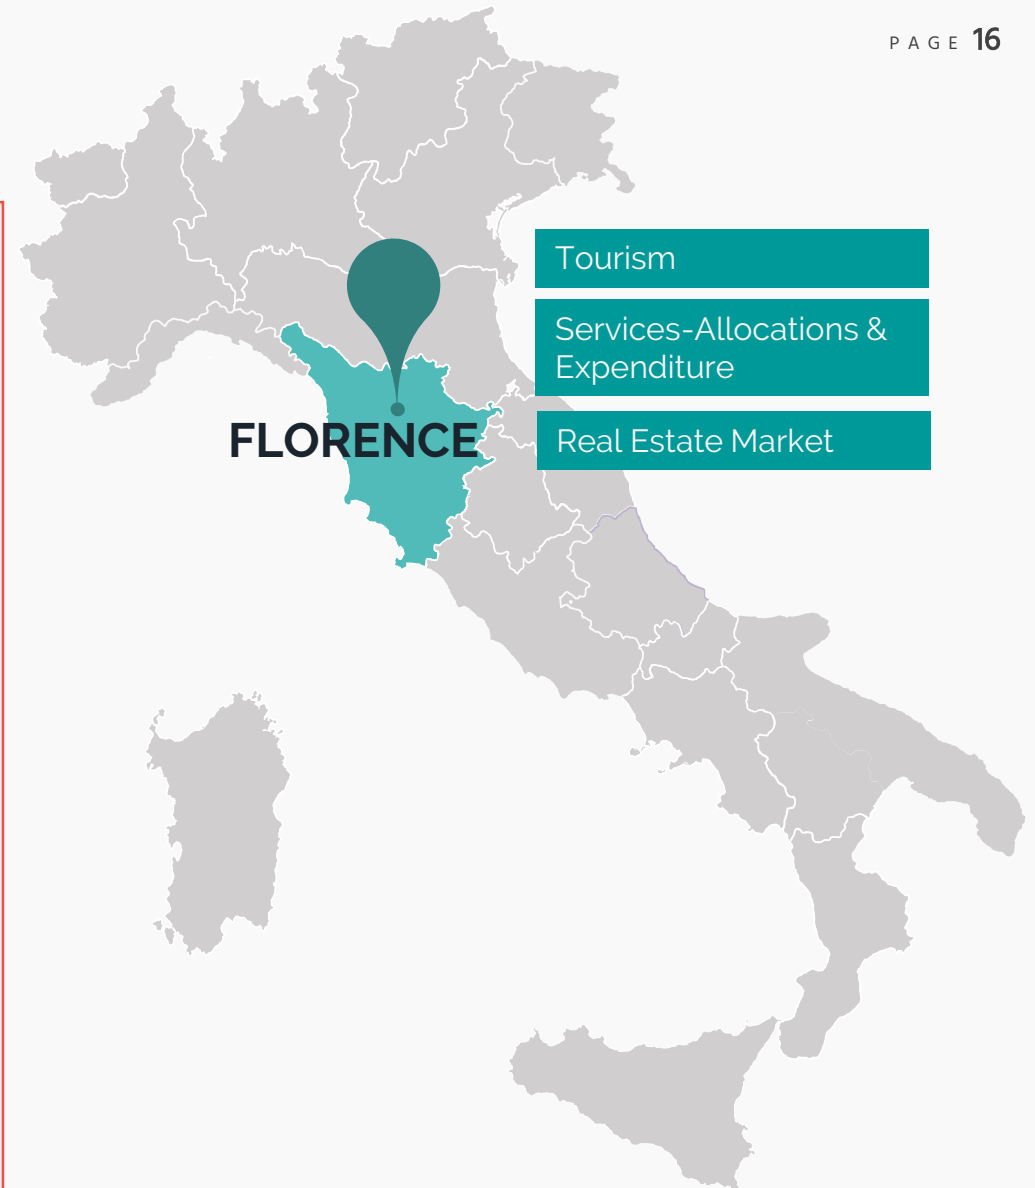 PAGE 16
Tourism
Services-Allocations &
Expenditure
FLORENCE
Real Estate Market